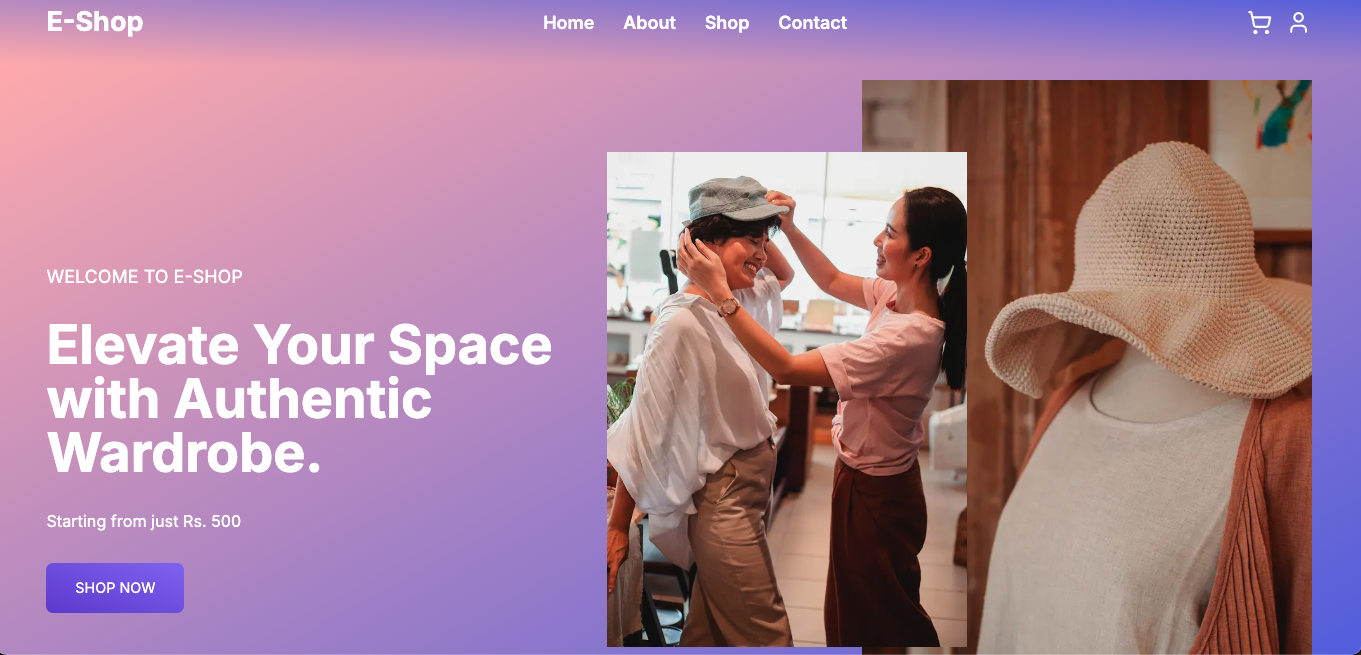 E-Shop
Home About Shop Contact
WELCOME TO E-SHOP
Elevate Your Space
with Authentic
Wardrobe.
Starting from just Rs. 500
SHOP NOW